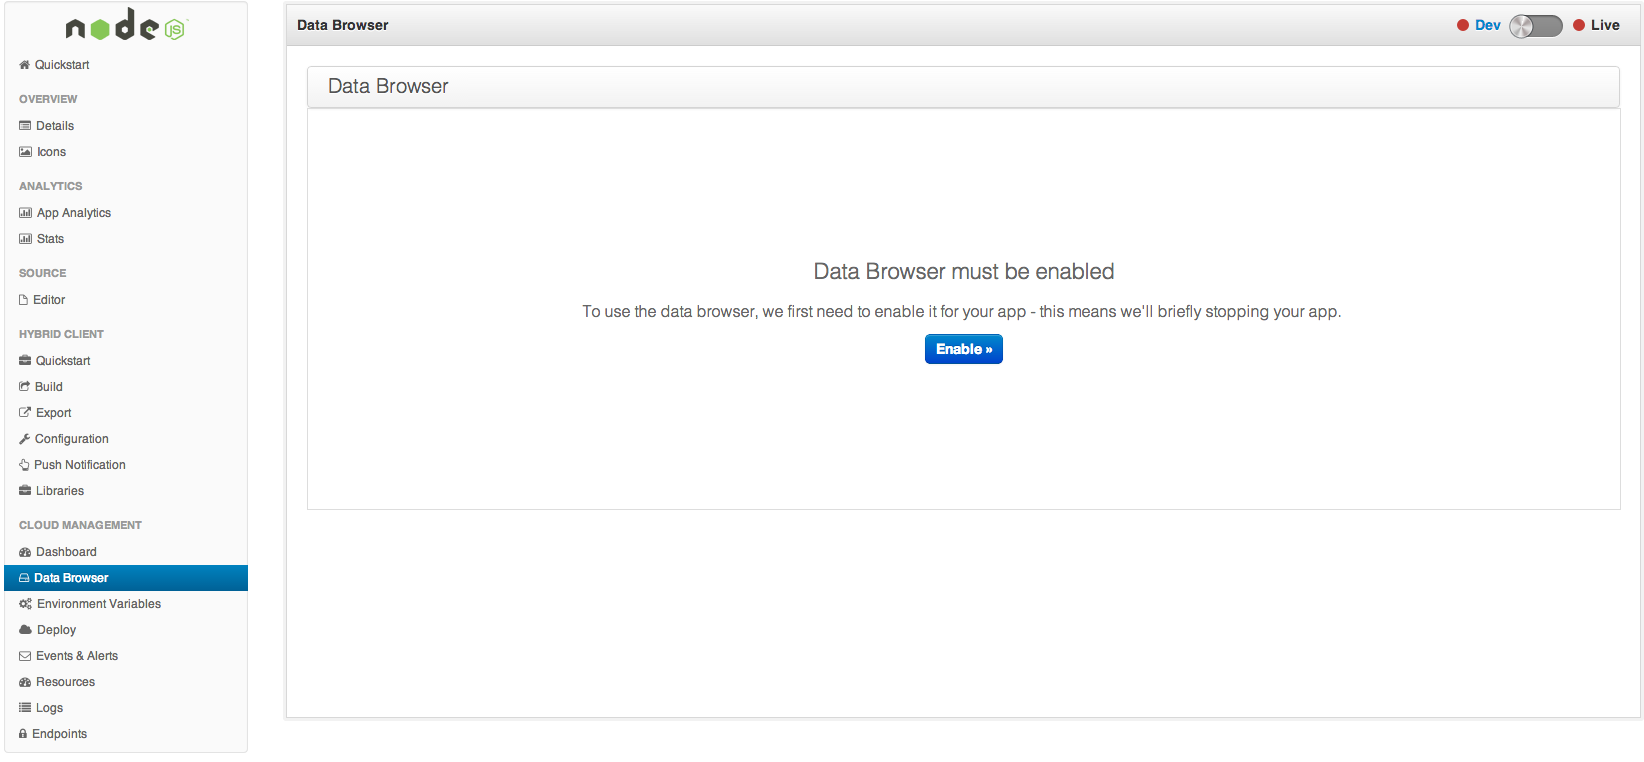 node JS
Quickstart
OVERVIEW
Details
Icons
ANALYTICS
App Analytics
Stats
SOURCE
Editor
HYBRID CLIENT
Quickstart
Build
Export
Configuration
Push Notification
Libraries
CLOUD MANAGEMENT
Dashboard
Data Browser
Environment Variables
Deploy
Events & Alerts
Resources
Logs
Endpoints
Data Browser
Dev
Live
Data Browser
Data Browser must be enabled
To use the data browser, we first need to enable it for your app - this means we'll briefly stopping your app.
Enable »